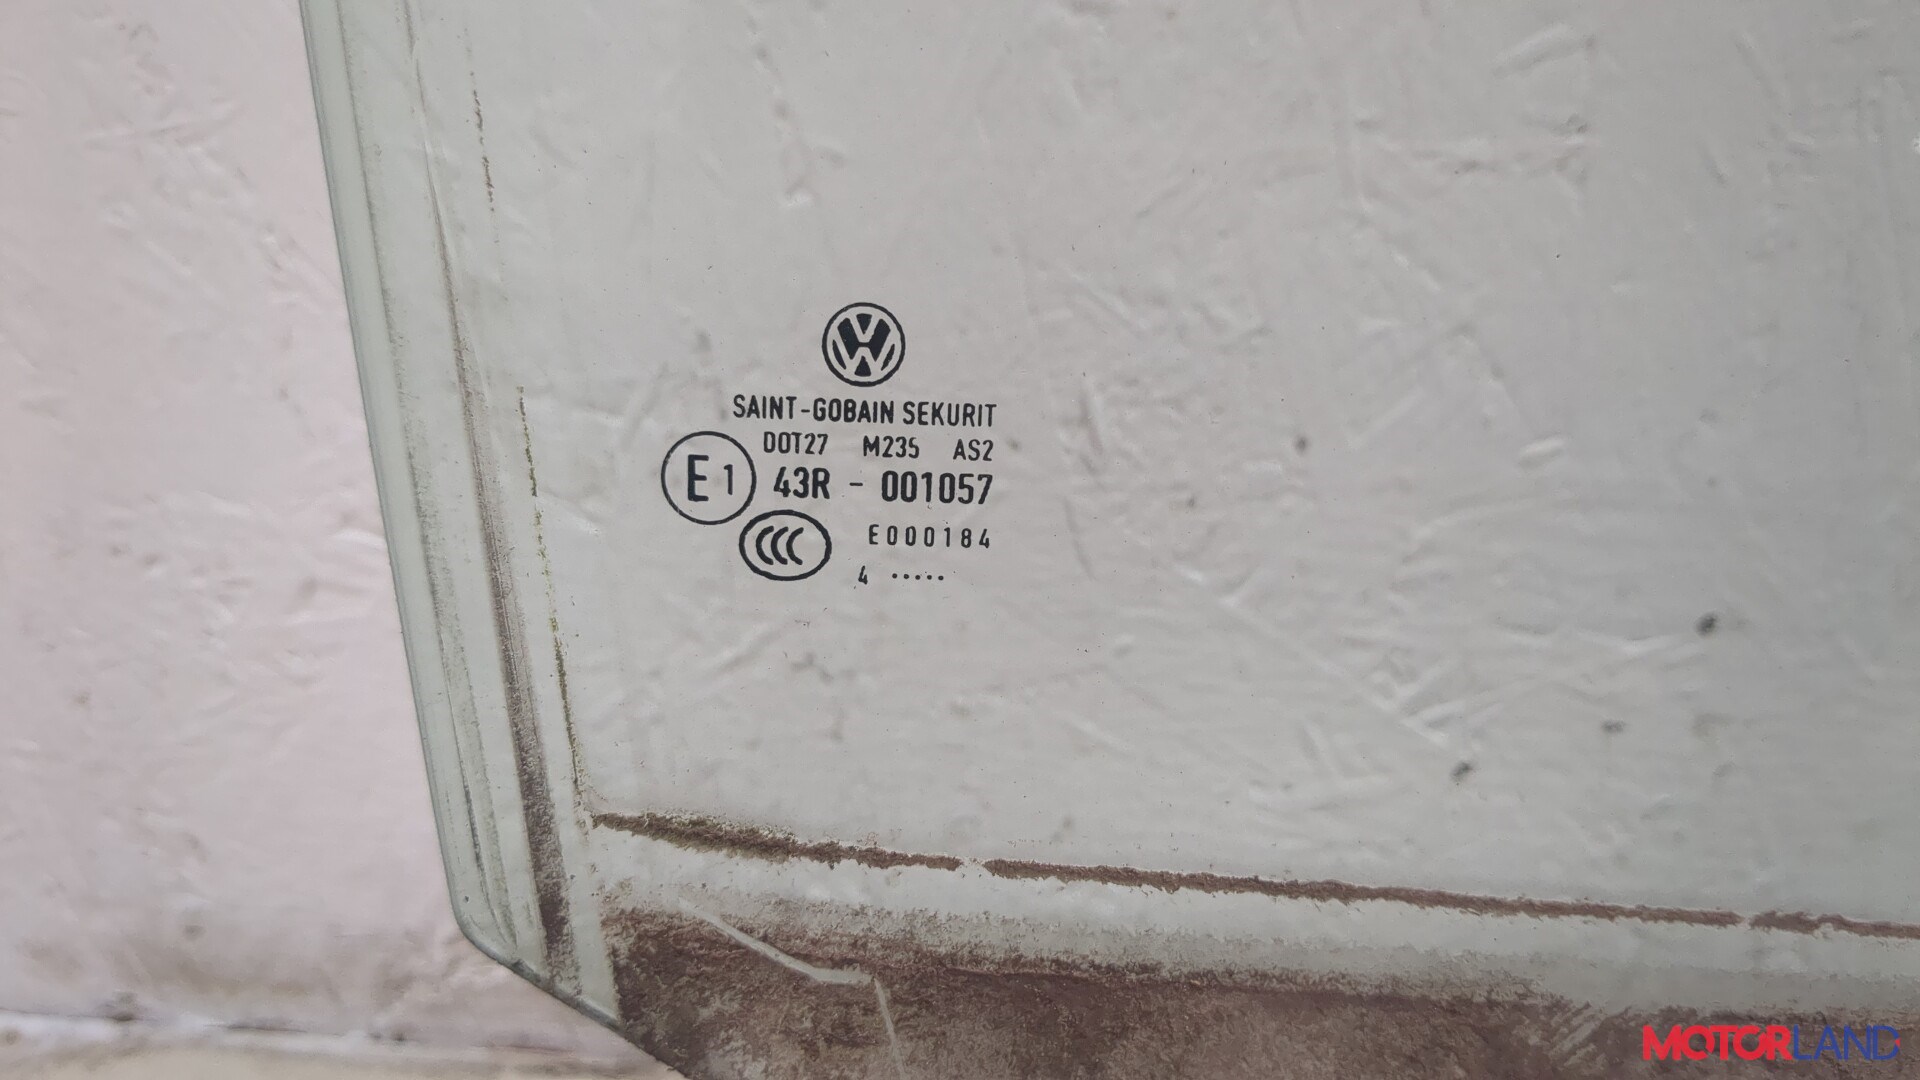 SAINT-GOBAIN SEKURIT
DOT27 M235 AS2
E1 43R - 001057
CCC E000184
4 .....
MOTORLAND